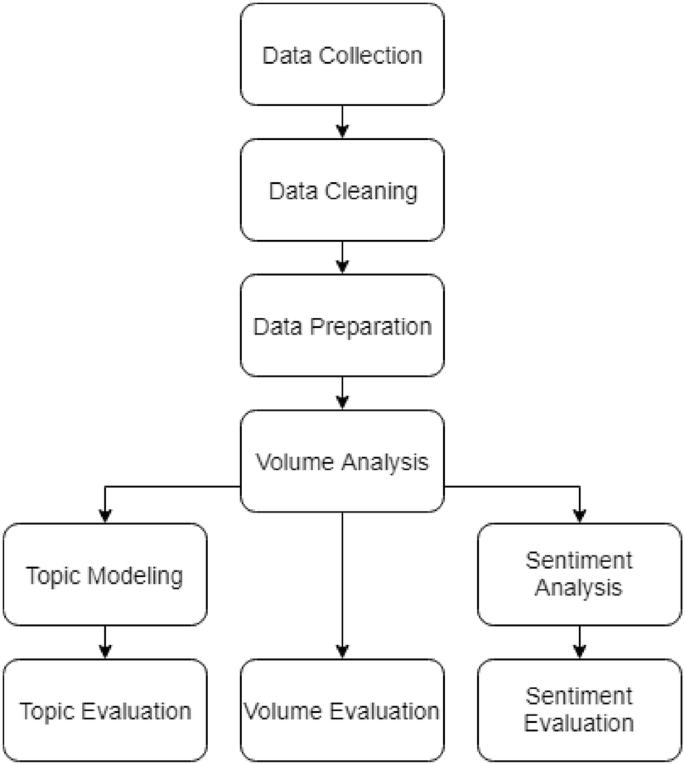 Data Collection
Data Cleaning
Data Preparation
Volume Analysis
Topic Modeling
Sentiment
Analysis
Topic Evaluation
Volume Evaluation
Sentiment
Evaluation